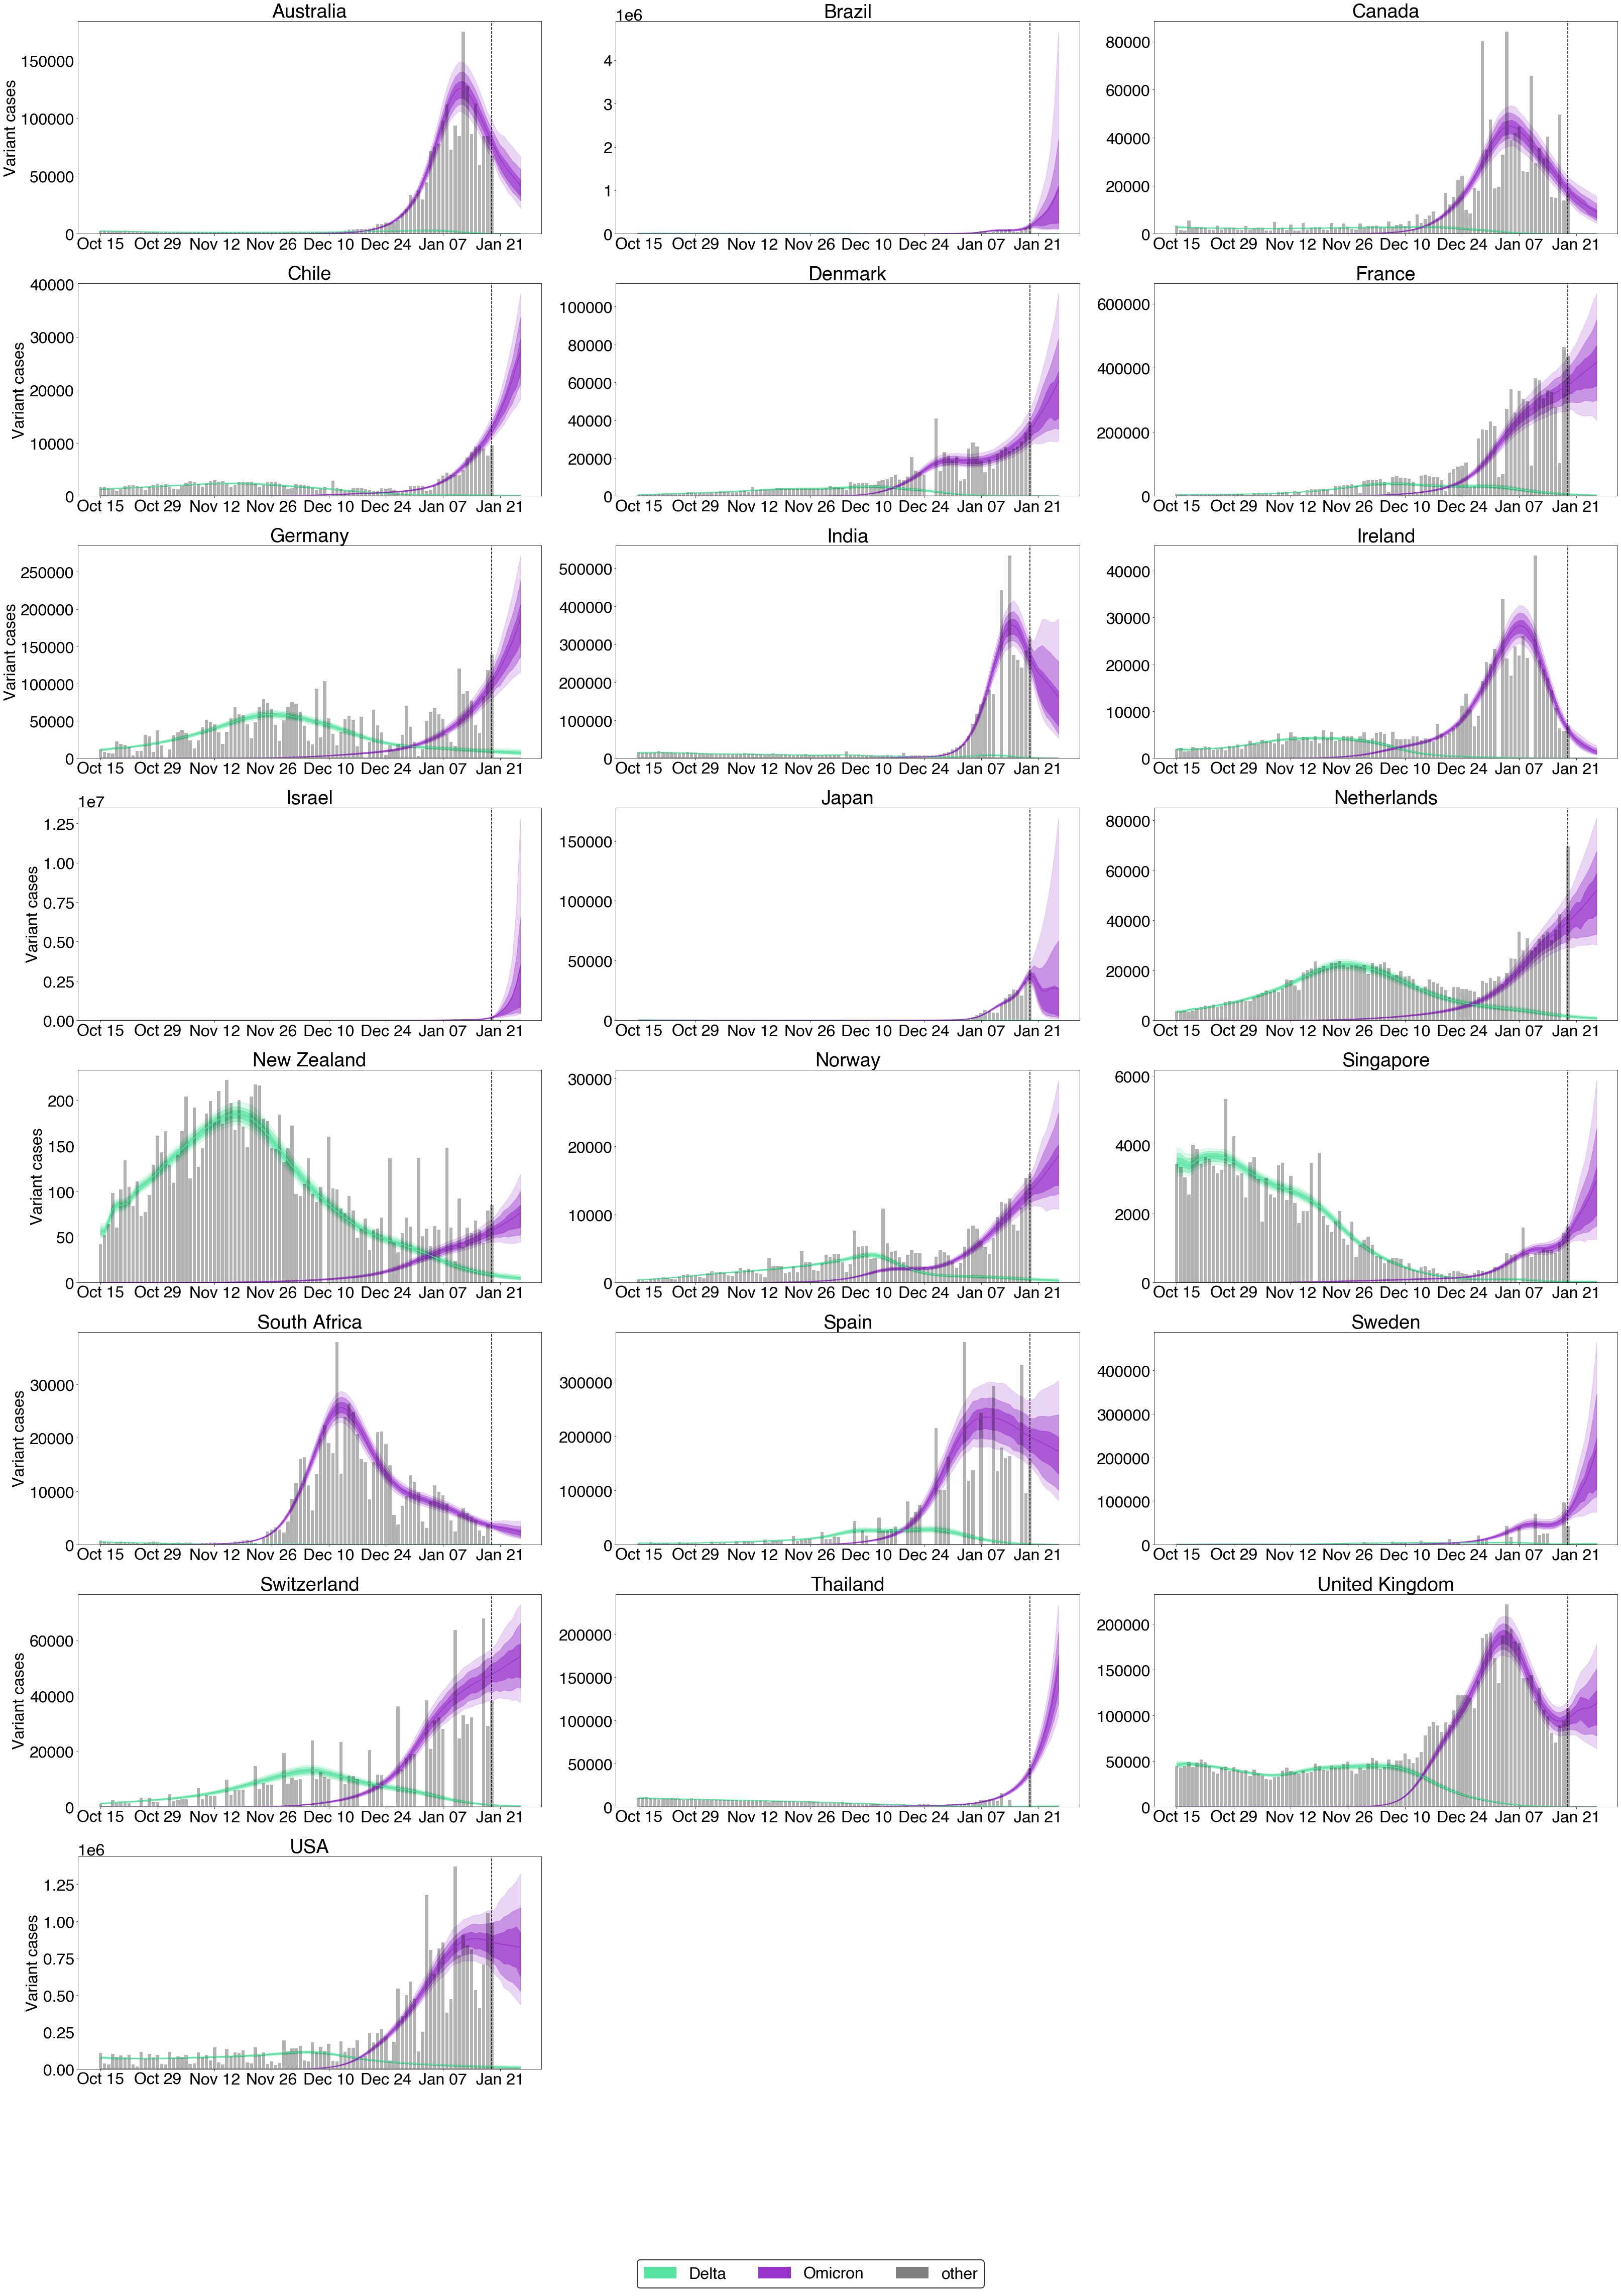 Australia
Variant cases
150000
100000
50000
0
Oct 15 Oct 29 Nov 12 Nov 26 Dec 10 Dec 24 Jan 07 Jan 21
Brazil
1e6
4
3
2
1
0
Oct 15 Oct 29 Nov 12 Nov 26 Dec 10 Dec 24 Jan 07 Jan 21
Canada
80000
60000
40000
20000
0
Oct 15 Oct 29 Nov 12 Nov 26 Dec 10 Dec 24 Jan 07 Jan 21
Chile
Variant cases
40000
30000
20000
10000
0
Oct 15 Oct 29 Nov 12 Nov 26 Dec 10 Dec 24 Jan 07 Jan 21
Denmark
100000
80000
60000
40000
20000
0
Oct 15 Oct 29 Nov 12 Nov 26 Dec 10 Dec 24 Jan 07 Jan 21
France
600000
400000
200000
0
Oct 15 Oct 29 Nov 12 Nov 26 Dec 10 Dec 24 Jan 07 Jan 21
Germany
Variant cases
250000
200000
150000
100000
50000
0
Oct 15 Oct 29 Nov 12 Nov 26 Dec 10 Dec 24 Jan 07 Jan 21
India
500000
400000
300000
200000
100000
0
Oct 15 Oct 29 Nov 12 Nov 26 Dec 10 Dec 24 Jan 07 Jan 21
Ireland
40000
30000
20000
10000
0
Oct 15 Oct 29 Nov 12 Nov 26 Dec 10 Dec 24 Jan 07 Jan 21
Israel
1e7
Variant cases
1.25
1.00
0.75
0.50
0.25
0.00
Oct 15 Oct 29 Nov 12 Nov 26 Dec 10 Dec 24 Jan 07 Jan 21
Japan
150000
100000
50000
0
Oct 15 Oct 29 Nov 12 Nov 26 Dec 10 Dec 24 Jan 07 Jan 21
Netherlands
80000
60000
40000
20000
0
Oct 15 Oct 29 Nov 12 Nov 26 Dec 10 Dec 24 Jan 07 Jan 21
New Zealand
Variant cases
200
150
100
50
0
Oct 15 Oct 29 Nov 12 Nov 26 Dec 10 Dec 24 Jan 07 Jan 21
Norway
30000
20000
10000
0
Oct 15 Oct 29 Nov 12 Nov 26 Dec 10 Dec 24 Jan 07 Jan 21
Singapore
6000
4000
2000
0
Oct 15 Oct 29 Nov 12 Nov 26 Dec 10 Dec 24 Jan 07 Jan 21
South Africa
Variant cases
30000
20000
10000
0
Oct 15 Oct 29 Nov 12 Nov 26 Dec 10 Dec 24 Jan 07 Jan 21
Spain
300000
200000
100000
0
Oct 15 Oct 29 Nov 12 Nov 26 Dec 10 Dec 24 Jan 07 Jan 21
Sweden
400000
300000
200000
100000
0
Oct 15 Oct 29 Nov 12 Nov 26 Dec 10 Dec 24 Jan 07 Jan 21
Switzerland
Variant cases
60000
40000
20000
0
Oct 15 Oct 29 Nov 12 Nov 26 Dec 10 Dec 24 Jan 07 Jan 21
Thailand
200000
150000
100000
50000
0
Oct 15 Oct 29 Nov 12 Nov 26 Dec 10 Dec 24 Jan 07 Jan 21
United Kingdom
200000
150000
100000
50000
0
Oct 15 Oct 29 Nov 12 Nov 26 Dec 10 Dec 24 Jan 07 Jan 21
USA
1e6
Variant cases
1.25
1.00
0.75
0.50
0.25
0.00
Oct 15 Oct 29 Nov 12 Nov 26 Dec 10 Dec 24 Jan 07 Jan 21
Delta Omicron other